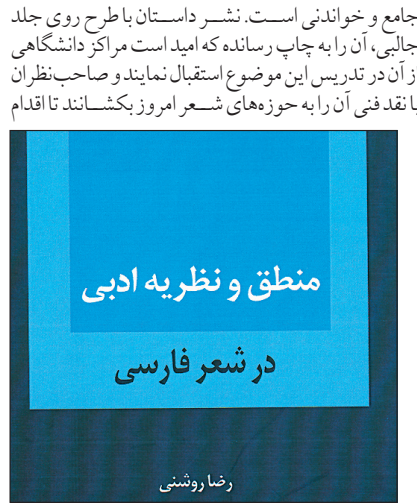 جامع و خواندنی است. نشر داستان با طرح روی جلد
جالبی، آن را به چاپ رسانده که امید است مراکز دانشگاهی
از آن در تدریس این موضوع استقبال نمایند و صاحب‌نظران
با نقد فنی آن را به حوزه‌های شعر امروز بکشانند تا اقدام
منطق و نظریه ادبی
در شعر فارسی
رضا روشنی